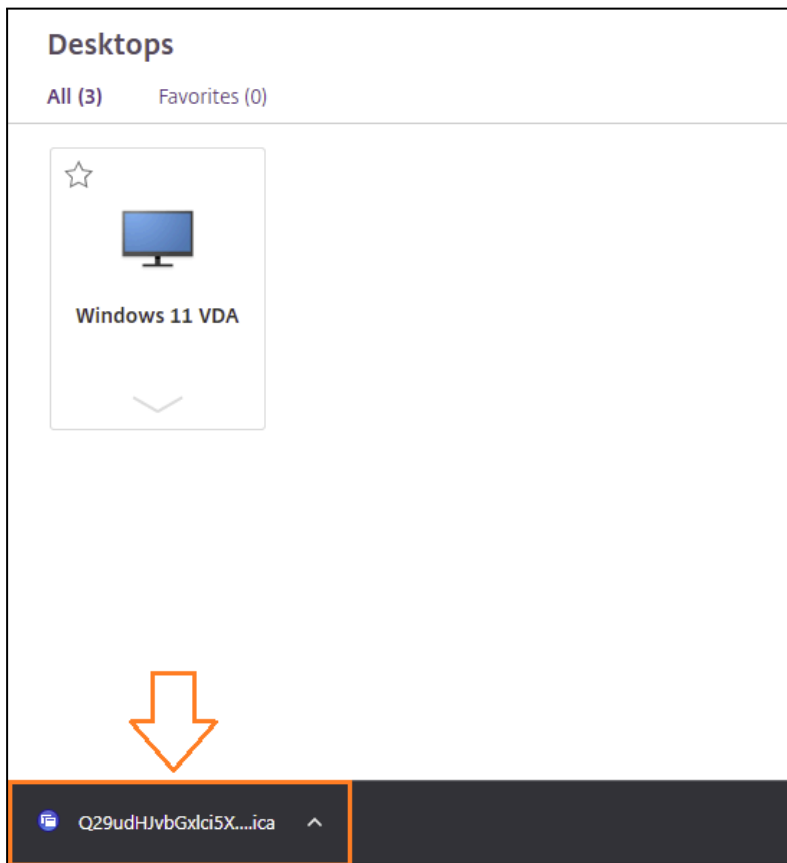 Desktops
All (3) Favorites (0)
Windows 11 VDA
Q29udHJvbGxlci5X....ica